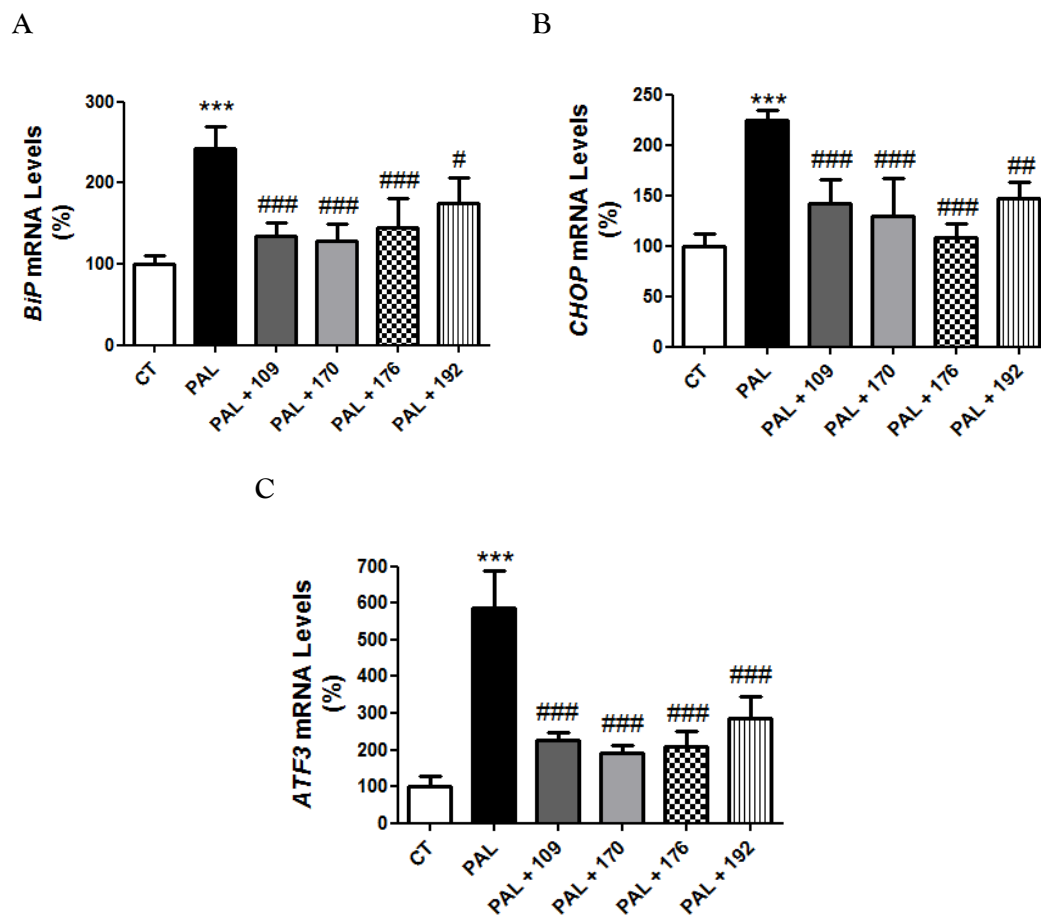 A
BiP mRNA Levels
(%)
300
200
100
0
***
###
###
###
#
CT
PAL
PAL + 109
PAL + 170
PAL + 176
PAL + 192
B
CHOP mRNA Levels
(%)
250
200
150
100
50
0
***
###
###
###
##
CT
PAL
PAL + 109
PAL + 170
PAL + 176
PAL + 192
C
ATF3 mRNA Levels
(%)
700
600
500
400
300
200
100
0
***
###
###
###
###
CT
PAL
PAL + 109
PAL + 170
PAL + 176
PAL + 192